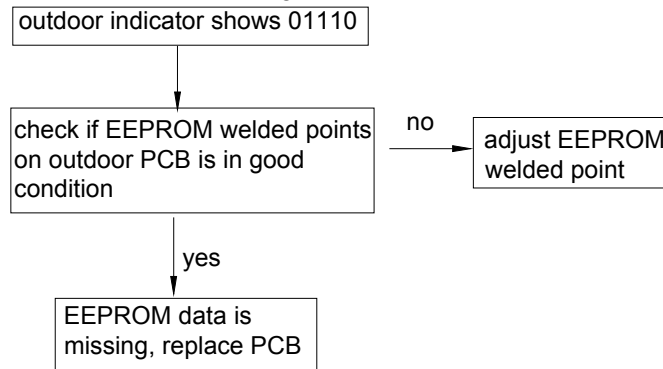 outdoor indicator shows 01110
check if EEPROM welded points
on outdoor PCB is in good
condition
no
adjust EEPROM
welded point
yes
EEPROM data is
missing, replace PCB